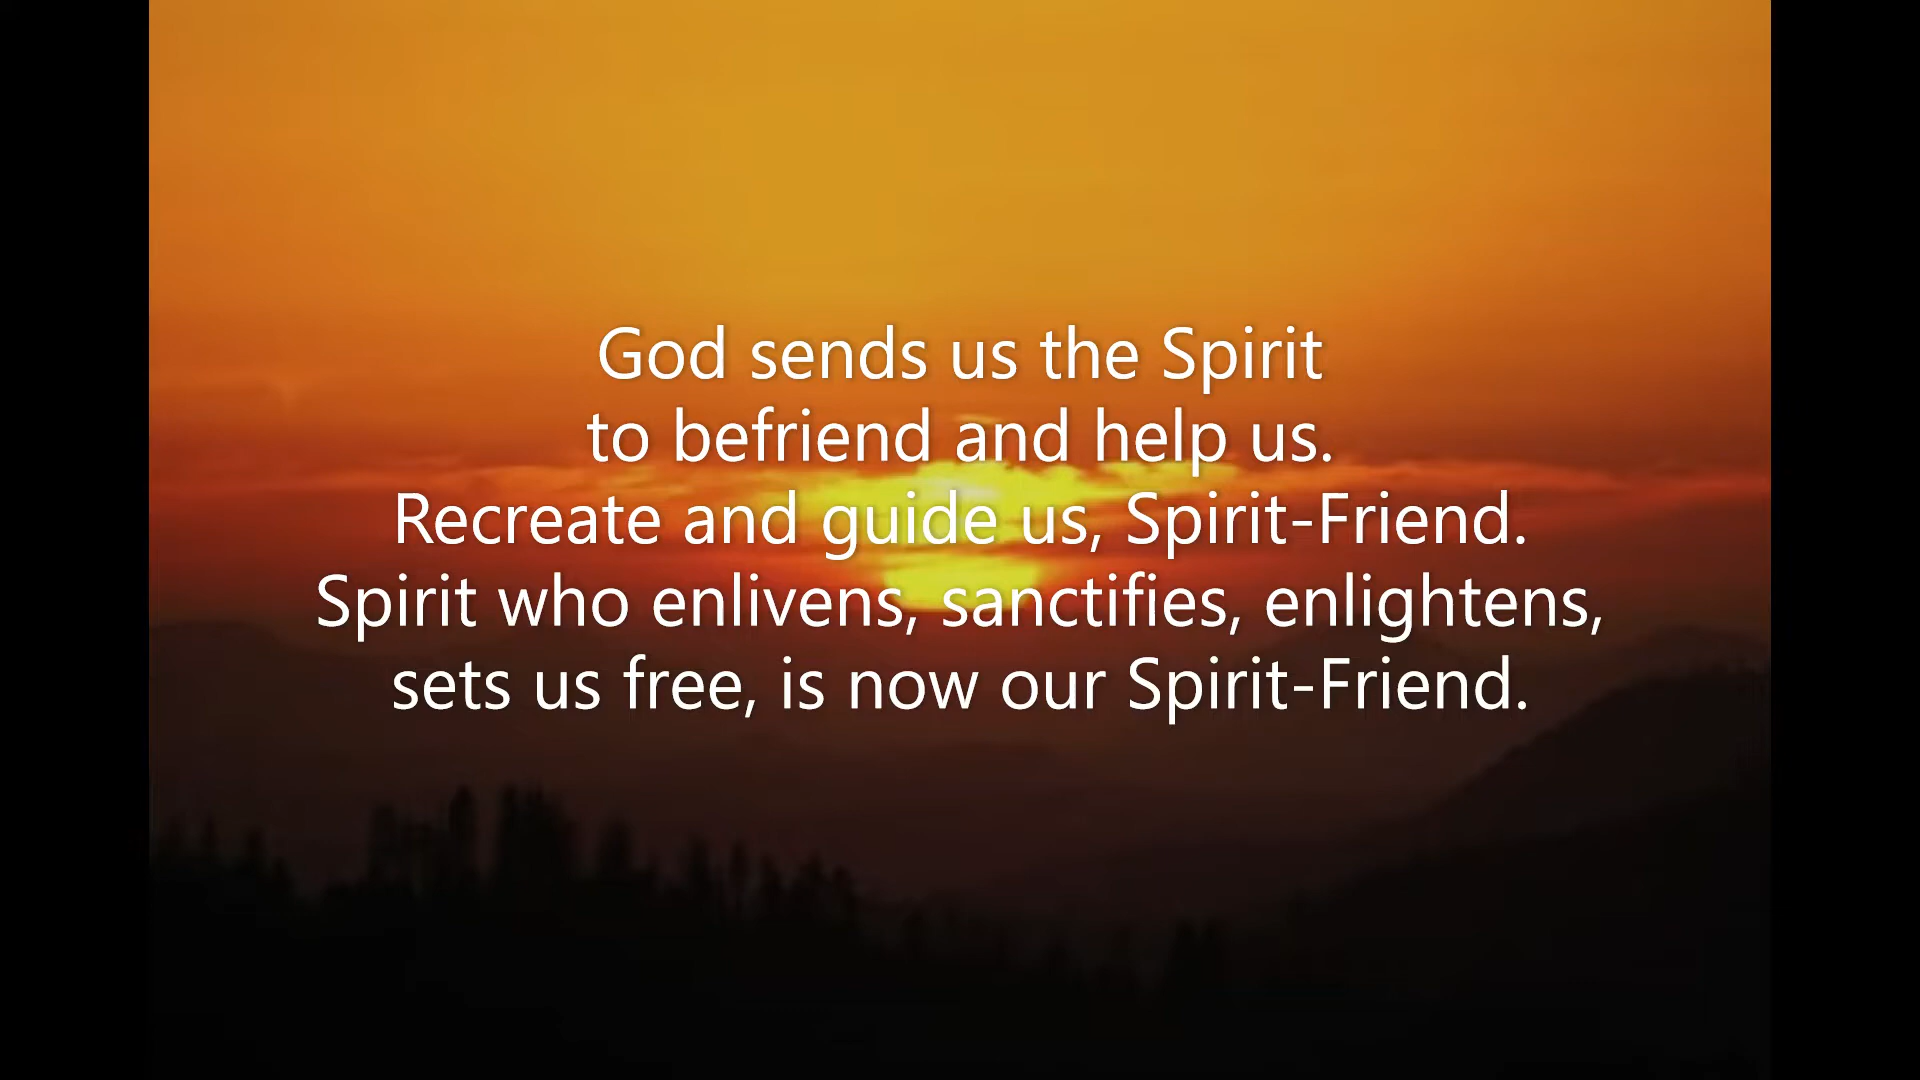 God sends us the Spirit
to befriend and help us.
Recreate and guide us, Spirit-Friend.
Spirit who enlivens, sanctifies, enlightens,
sets us free, is now our Spirit-Friend.